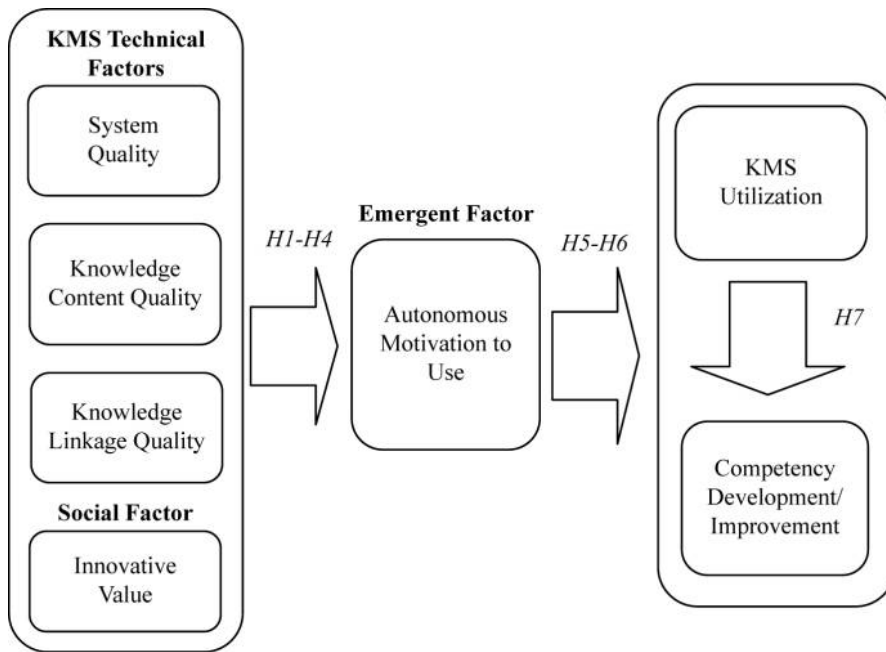 KMS Technical
Factors
System
Quality
Knowledge
Content Quality
Knowledge
Linkage Quality
Social Factor
Innovative
Value
H1-H4
Emergent Factor
Autonomous
Motivation to
Use
H5-H6
KMS
Utilization
H7
Competency
Development/
Improvement